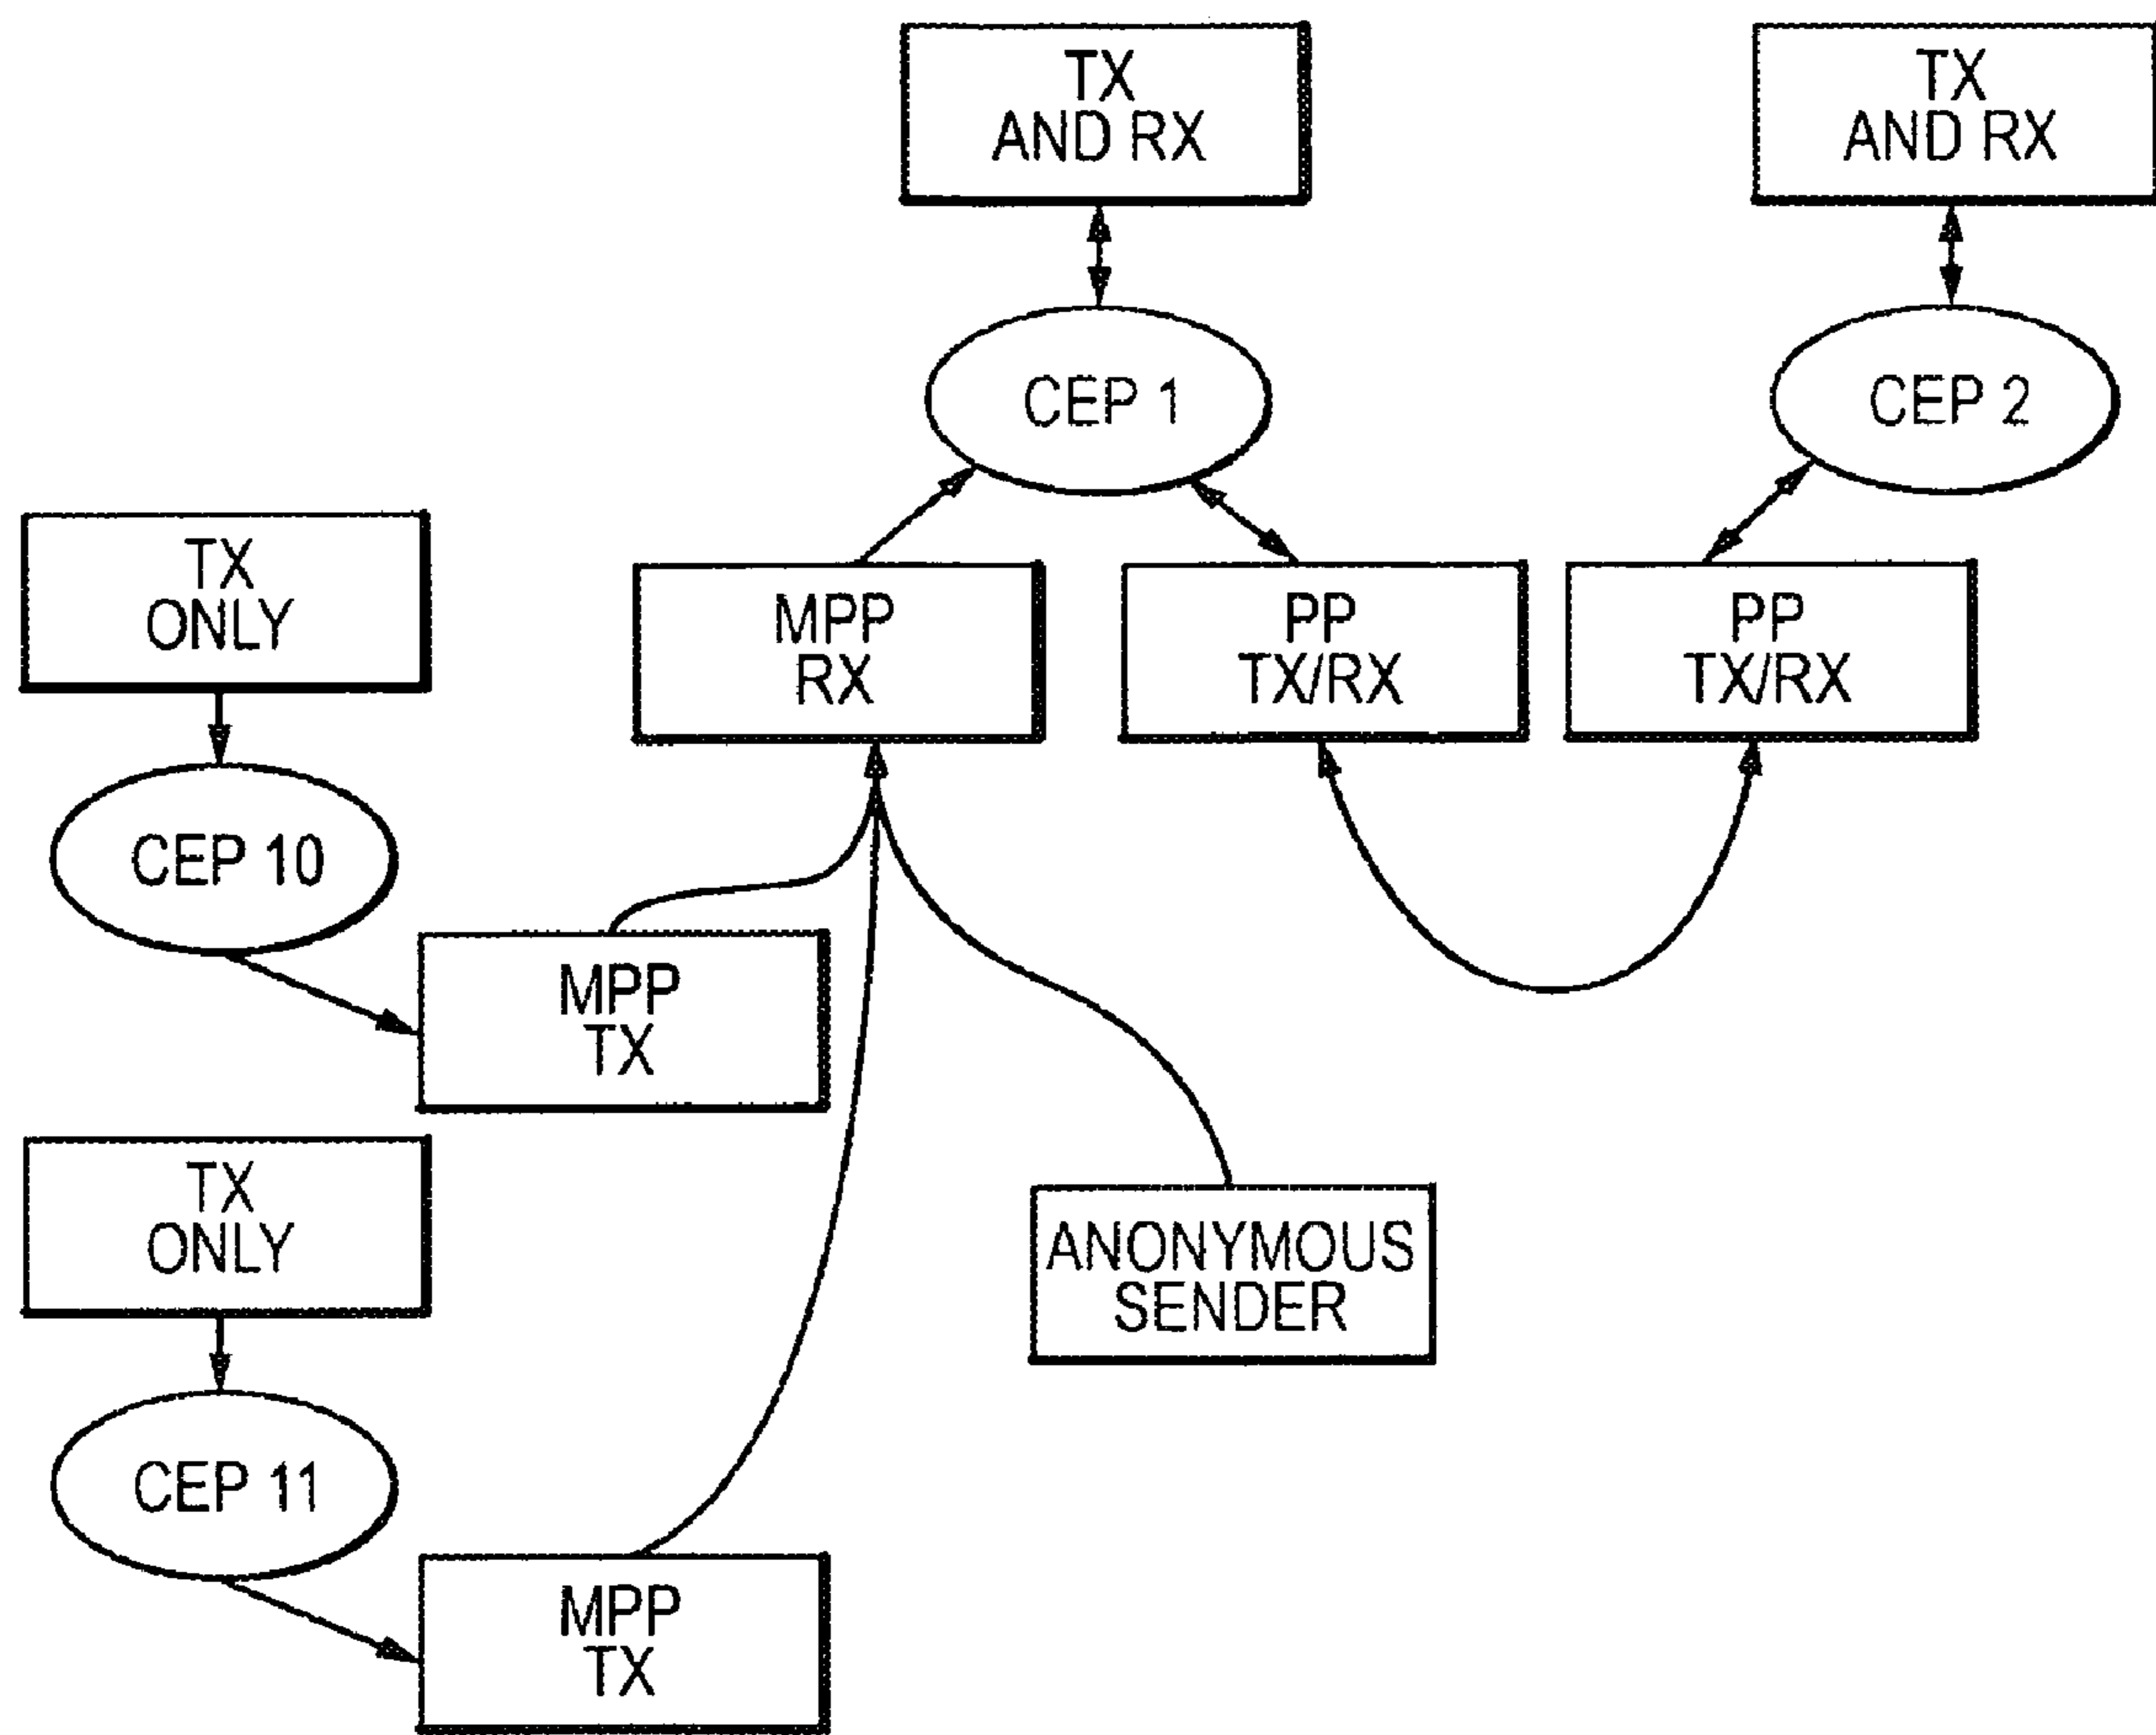 TX
AND RX
TX
AND RX
CEP 1
CEP 2
TX
ONLY
MPP
RX
PP
TX/RX
PP
TX/RX
CEP 10
MPP
TX
TX
ONLY
ANONYMOUS
SENDER
CEP 11
MPP
TX